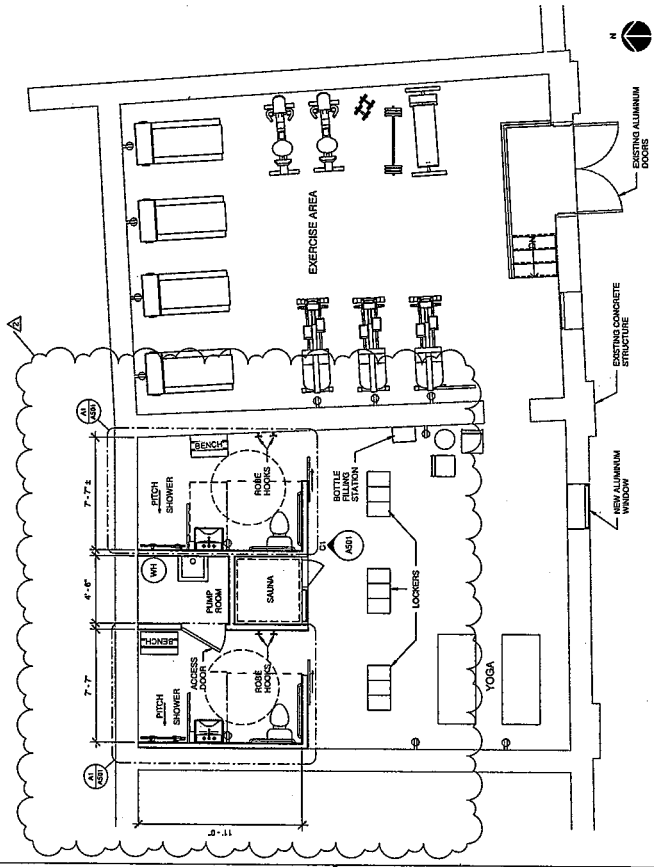 N
2
A1
A501
A1
A501
7'- 7" ±
4'- 6"
7'- 7"
11'- 0"
PITCH
SHOWER
BENCH
ROBE
HOOKS
WH
PUMP
ROOM
SAUNA
G1
A501
BENCH
ACCESS
DOOR
PITCH
SHOWER
ROBE
HOOKS
BOTTLE
FILLING
STATION
LOCKERS
YOGA
EXERCISE AREA
DN
EXISTING ALUMINUM
DOORS
EXISTING CONCRETE
STRUCTURE
NEW ALUMINUM
WINDOW